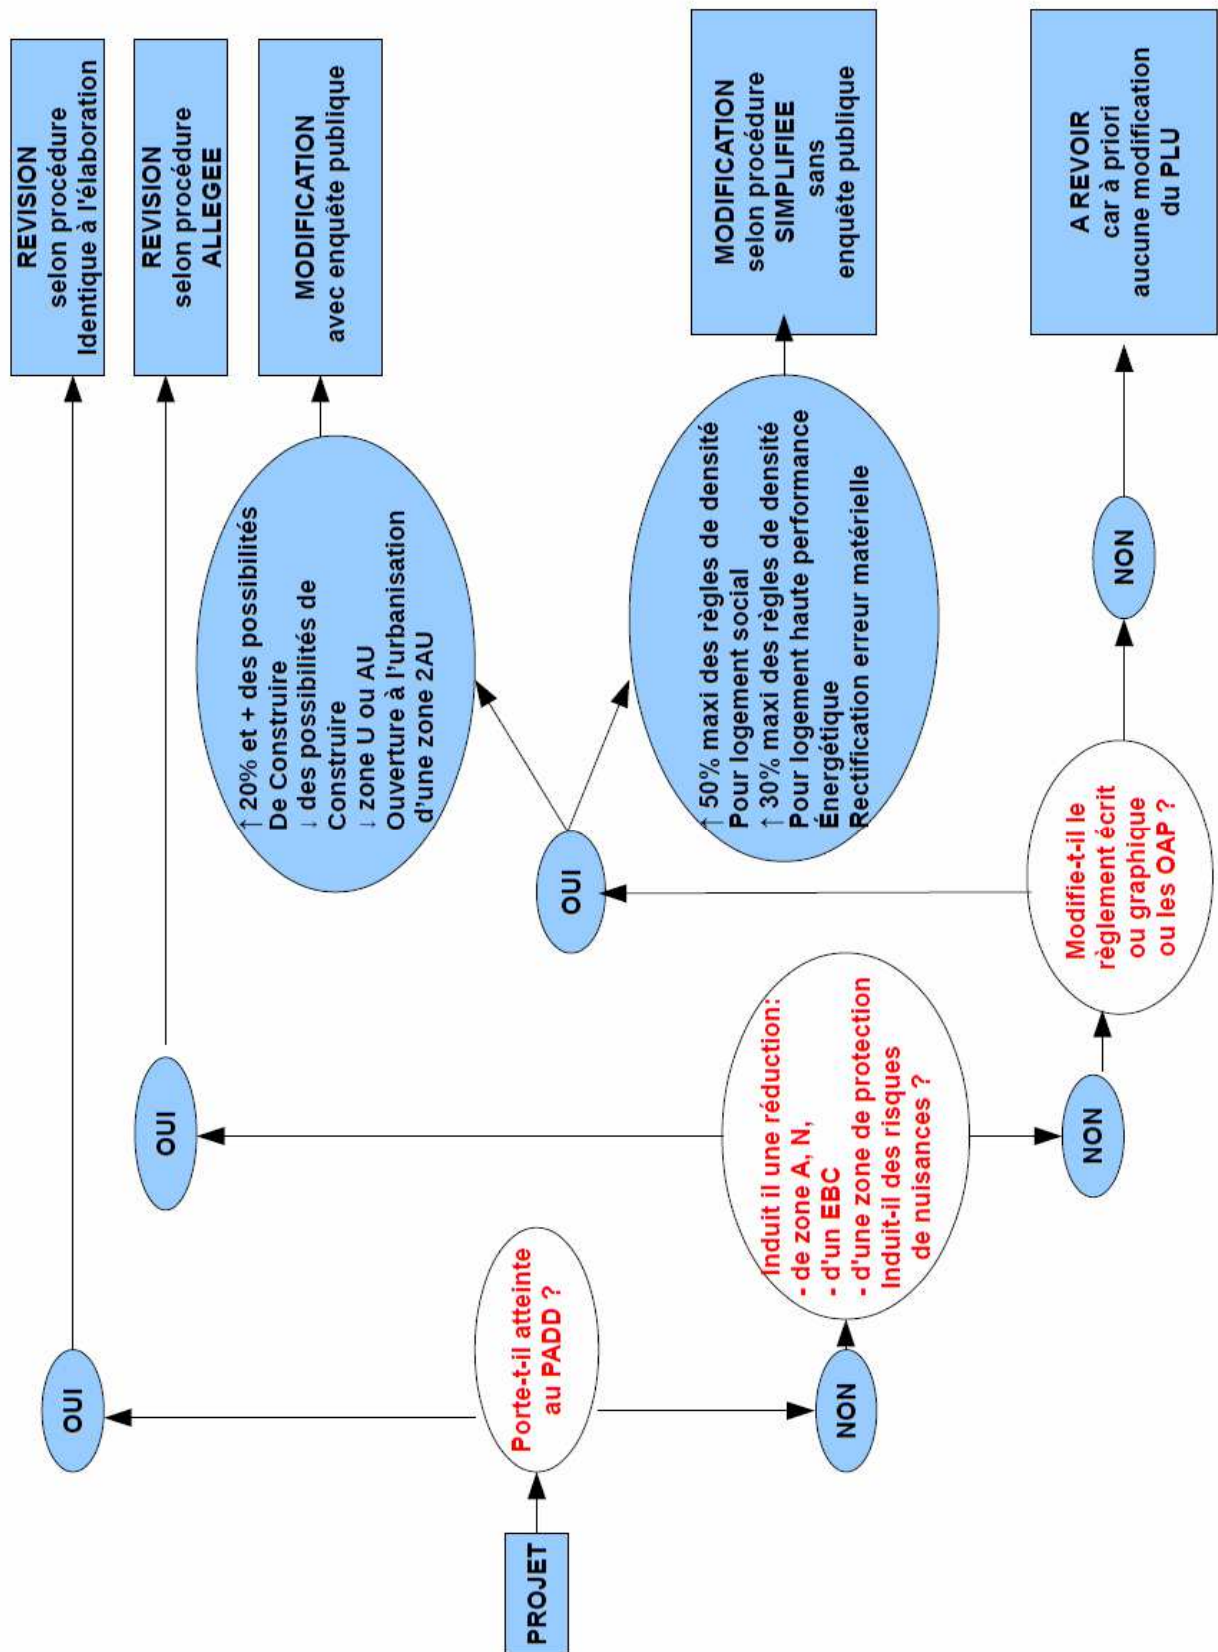 PROJET
Porte-t-il atteinte
au PADD ?
OUI
REVISION
selon procédure
Identique à l'élaboration
NON
Induit il une réduction:
- de zone A, N,
- d'un EBC
- d'une zone de protection
Induit-il des risques
de nuisances ?
OUI
REVISION
selon procédure
ALLEGEE
NON
Modifie-t-il le
règlement écrit
ou graphique
ou les OAP ?
OUI
↑ 20% et + des possibilités
De Construire
↓ des possibilités de
Construire
↓ zone U ou AU
Ouverture à l'urbanisation
d'une zone 2AU
MODIFICATION
avec enquête publique
↑ 50% maxi des règles de densité
Pour logement social
↑ 30% maxi des règles de densité
Pour logement haute performance
Énergétique
Rectification erreur matérielle
MODIFICATION
selon procédure
SIMPLIFIEE
sans
enquête publique
NON
A REVOIR
car à priori
aucune modification
du PLU